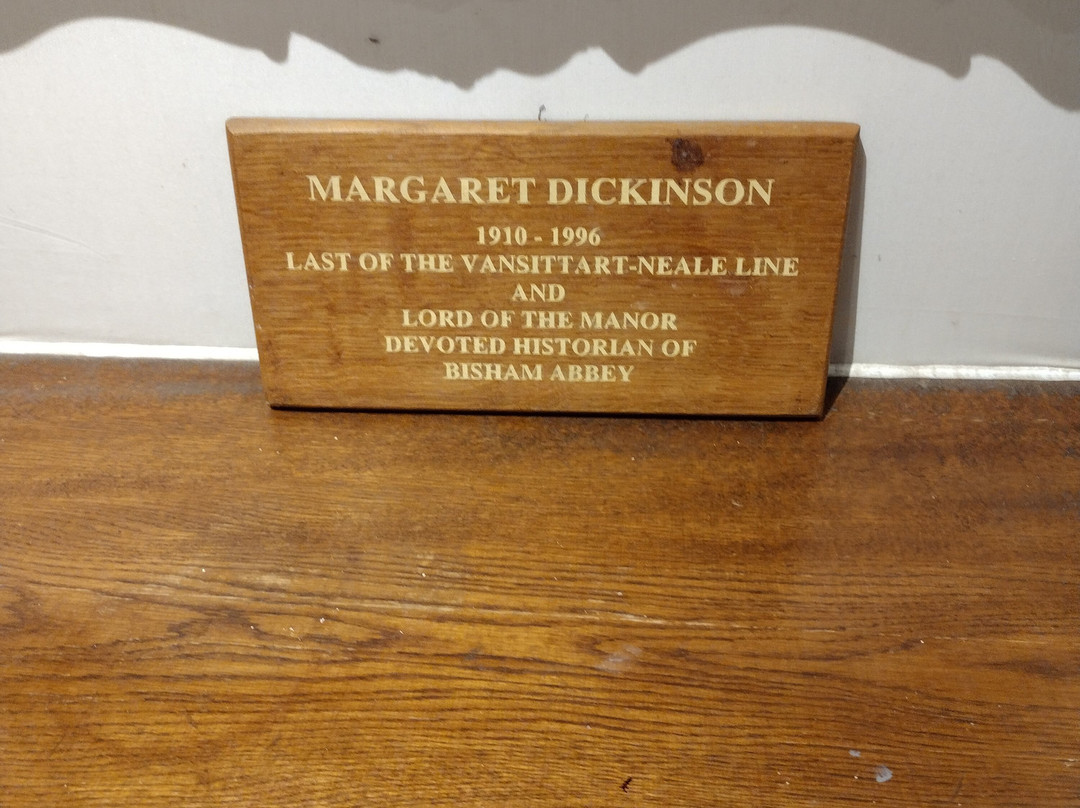 MARGARET DICKINSON
1910 - 1996
LAST OF THE VANSITTART-NEALE LINE
AND
LORD OF THE MANOR
DEVOTED HISTORIAN OF
BISHAM ABBEY